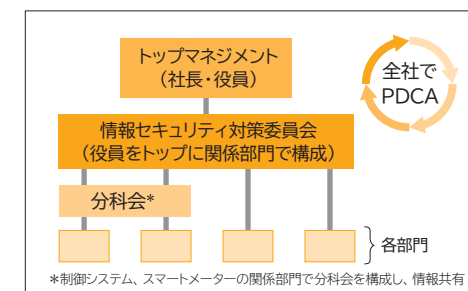 トップマネジメント
(社長・役員)
全社で
PDCA
情報セキュリティ対策委員会
(役員をトップに関係部門で構成)
分科会*
各部門
*制御システム、スマートメーターの関係部門で分科会を構成し、情報共有